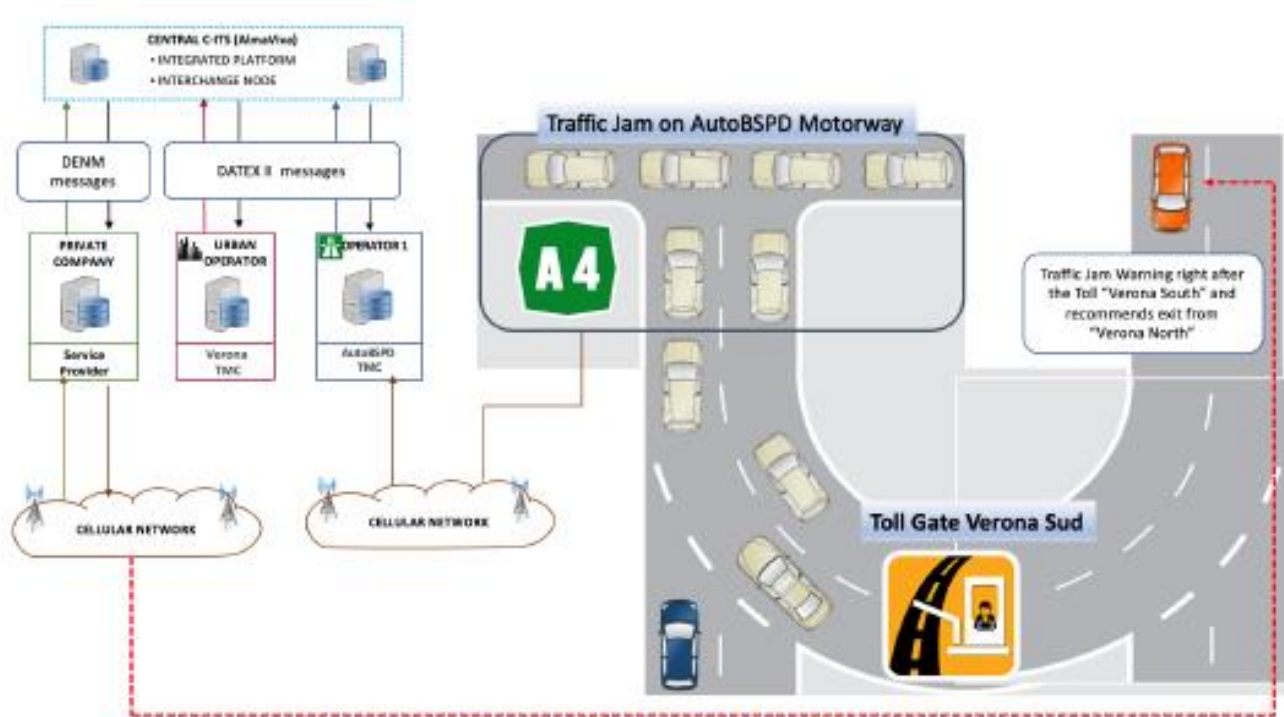 CENTRAL C-ITS (AlmaViva)
• INTEGRATED PLATFORM
• INTERCHANGE NODE
DENM
messages
DATEX II messages
PRIVATE
COMPANY
Service
Provider
URBAN
OPERATOR
Verona
TMC
OPERATOR 1
AutoBSPD
TMC
CELLULAR NETWORK
CELLULAR NETWORK
Traffic Jam on AutoBSPD Motorway
A4
Traffic Jam Warning right after
the Toll "Verona South" and
recommends exit from
"Verona North"
Toll Gate Verona Sud